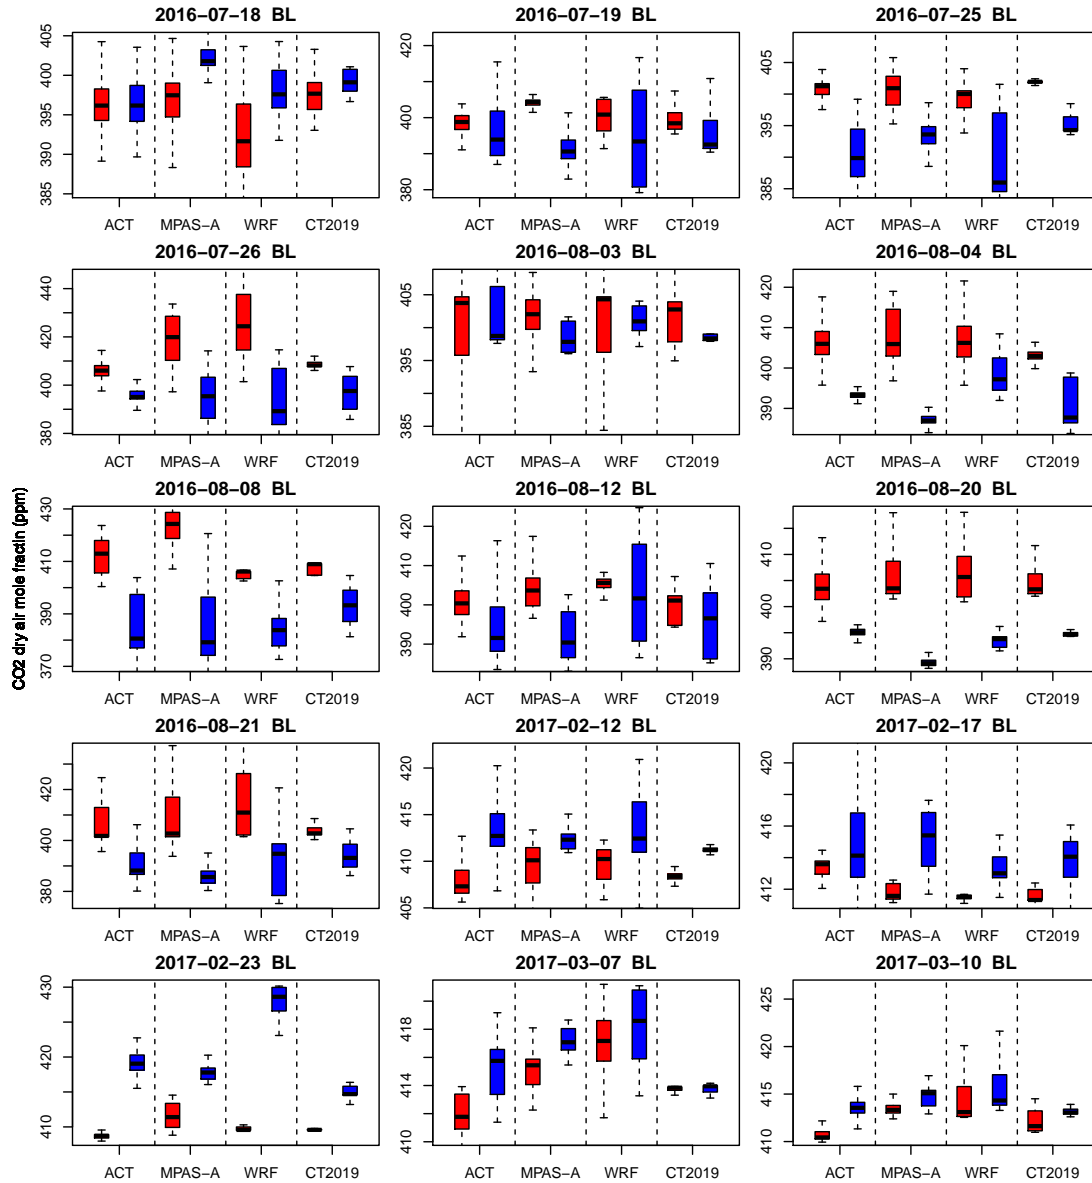 2016−07−18 BL
2016−07−19 BL
2016−07−25 BL
385 390 395 400 405
380 400 420
385 395 405
ACT MPAS−A WRF CT2019
ACT MPAS−A WRF CT2019
ACT MPAS−A WRF CT2019
2016−07−26 BL
2016−08−03 BL
2016−08−04 BL
380 400 420 440
385 395 405
390 400 410 420
ACT MPAS−A WRF CT2019
ACT MPAS−A WRF CT2019
ACT MPAS−A WRF CT2019
CO2 dry air mole fractin (ppm)
2016−08−08 BL
2016−08−12 BL
2016−08−20 BL
370 390 410 430
390 400 410 420
390 400 410
ACT MPAS−A WRF CT2019
ACT MPAS−A WRF CT2019
ACT MPAS−A WRF CT2019
2016−08−21 BL
2017−02−12 BL
2017−02−17 BL
380 400 420
405 410 415 420
412 416 420
ACT MPAS−A WRF CT2019
ACT MPAS−A WRF CT2019
ACT MPAS−A WRF CT2019
2017−02−23 BL
2017−03−07 BL
2017−03−10 BL
410 420 430
410 414 418
410 415 420 425
ACT MPAS−A WRF CT2019
ACT MPAS−A WRF CT2019
ACT MPAS−A WRF CT2019